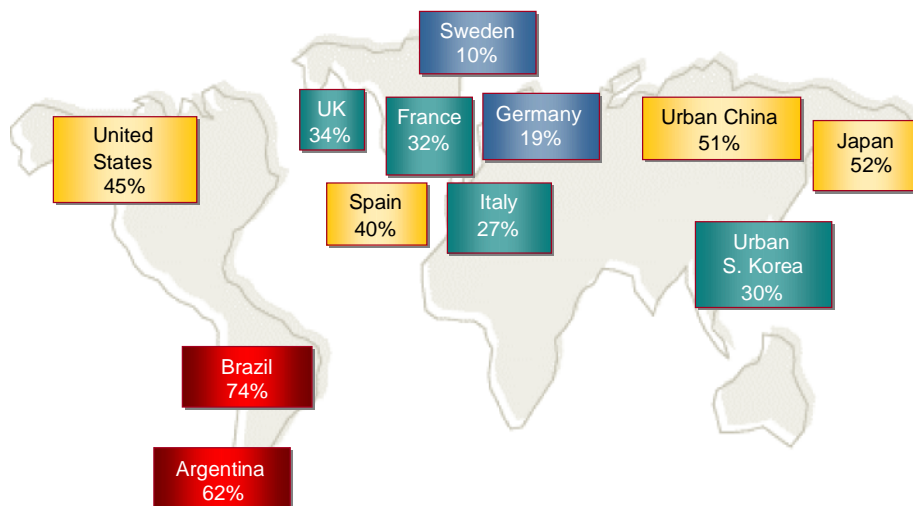 Sweden
10%
UK
34%
France
32%
Germany
19%
Urban China
51%
Japan
52%
United
States
45%
Spain
40%
Italy
27%
Urban
S. Korea
30%
Brazil
74%
Argentina
62%